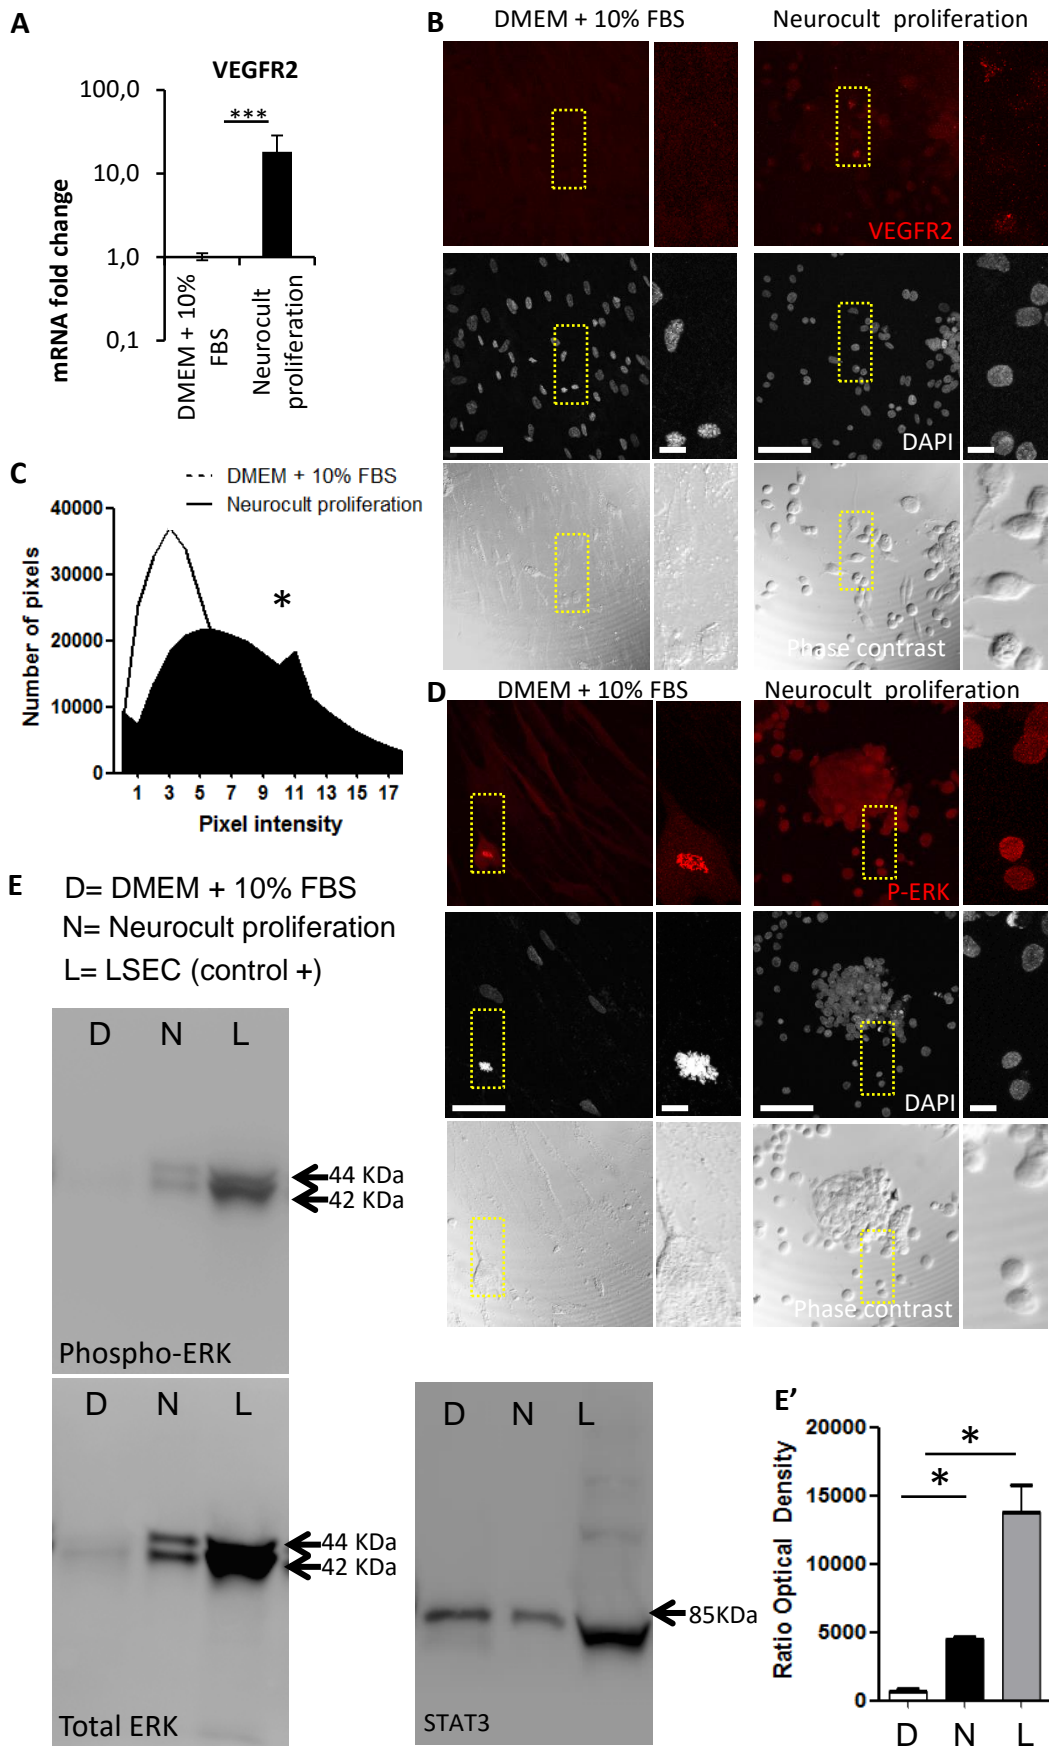 A
VEGFR2
mRNA fold change
100,0
10,0
1,0
0,1
***
DMEM + 10%
FBS
Neurocult
proliferation
B
DMEM + 10% FBS
Neurocult proliferation
VEGFR2
DAPI
Phase contrast
C
DMEM + 10% FBS
Neurocult proliferation
Number of pixels
40000
30000
20000
10000
0
*
1 3 5 7 9 11 13 15 17
Pixel intensity
D
DMEM + 10% FBS
Neurocult proliferation
P-ERK
DAPI
Phase contrast
E
D= DMEM + 10% FBS
N= Neurocult proliferation
L= LSEC (control +)
D N L
44 KDa
42 KDa
Phospho-ERK
D N L
44 KDa
42 KDa
Total ERK
D N L
85KDa
STAT3
E'
Ratio Optical Density
20000
15000
10000
5000
0
*
*
D N L